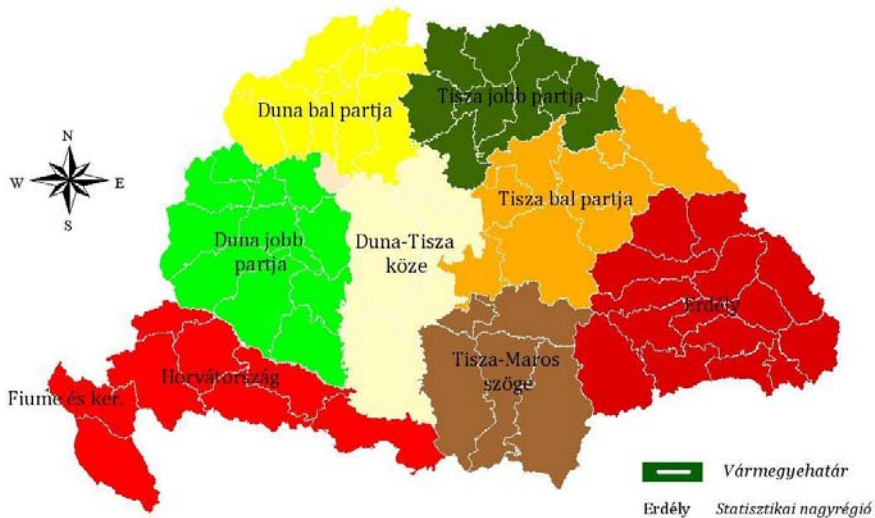 Duna bal partja
Tisza jobb partja
N
W
E
S
Tisza bal partja
Duna jobb
partja
Duna-Tisza
köze
Erdély
Tisza-Maros
szöge
Horvátország
Fiume és ker.
Vármegyehatár
Erdély Statisztikai nagyrégió